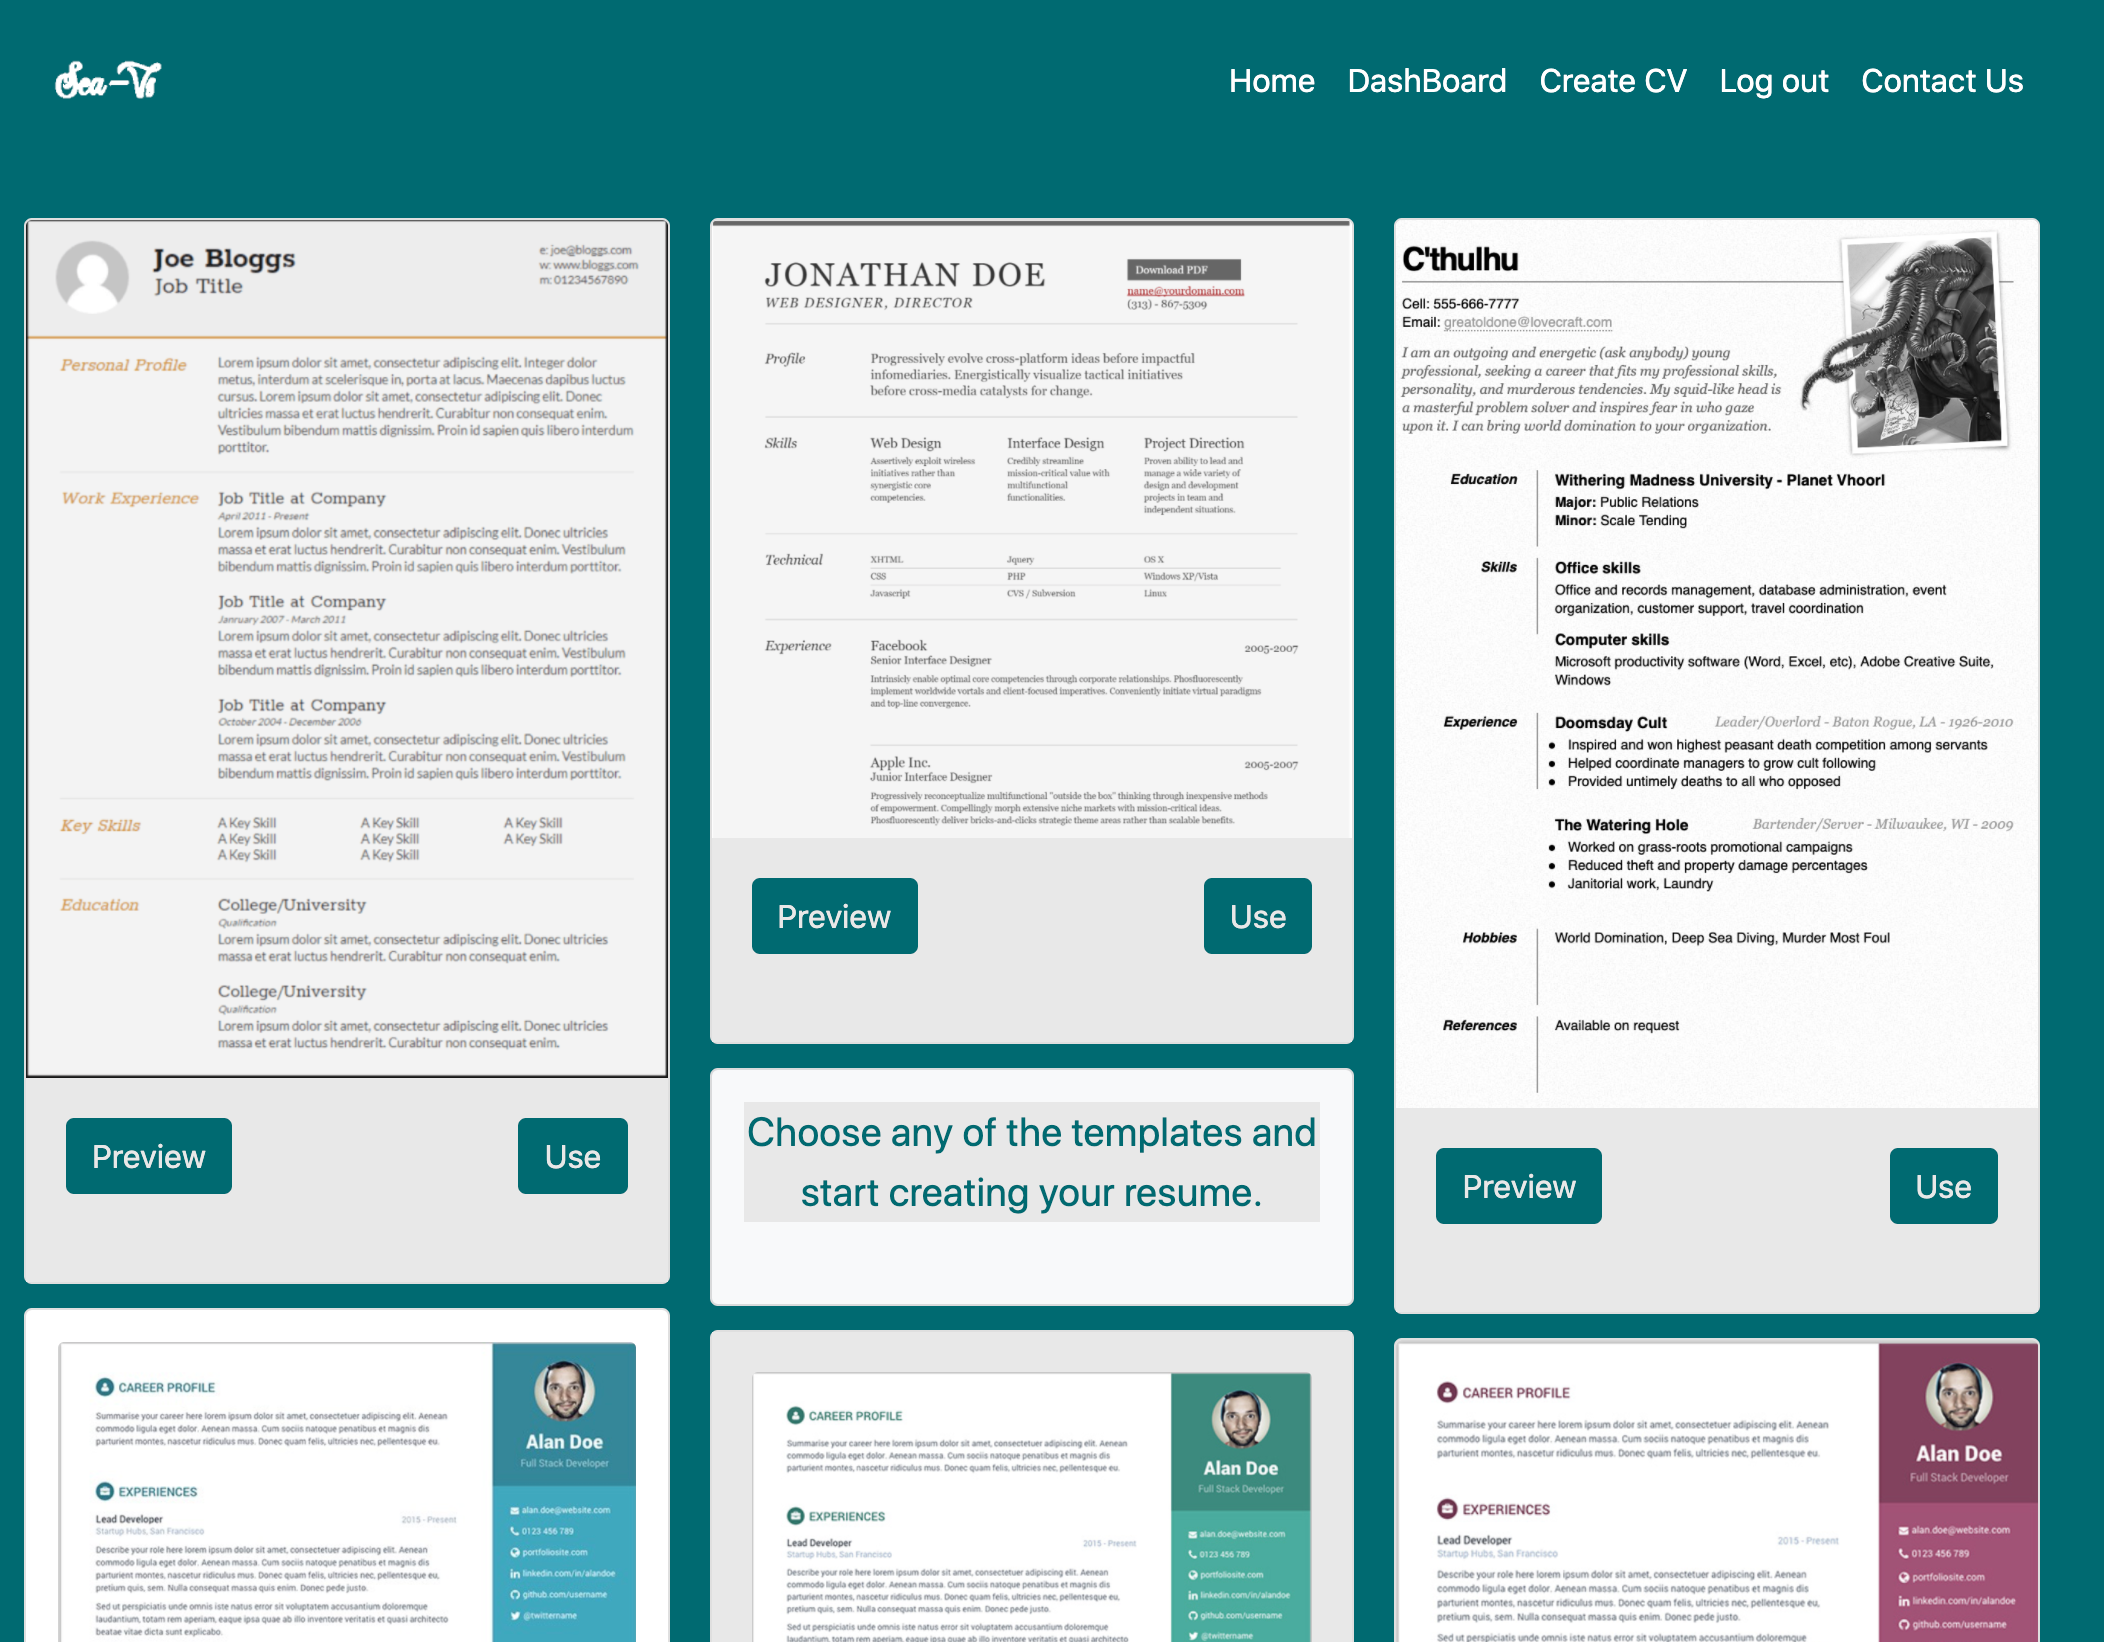 Sea-Vi
Home DashBoard Create CV Log out Contact Us
Joe Bloggs
Job Title
e: joe@bloggs.com
w: www.bloggs.com
m: 01234567890
Personal Profile
Lorem ipsum dolor sit amet, consectetur adipiscing elit. Integer dolor
metus, interdum at scelerisque in, porta at lacus. Maecenas dapibus luctus
cursus. Lorem ipsum dolor sit amet, consectetur adipiscing elit. Donec
ultricies massa et erat luctus hendrerit. Curabitur non consequat enim.
Vestibulum bibendum mattis dignissim. Proin id sapien quis libero interdum
porttitor.
Work Experience
Job Title at Company
April 2011 - Present
Lorem ipsum dolor sit amet, consectetur adipiscing elit. Donec ultricies
massa et erat luctus hendrerit. Curabitur non consequat enim. Vestibulum
bibendum mattis dignissim. Proin id sapien quis libero interdum porttitor.
Job Title at Company
Janruary 2007 - March 2011
Lorem ipsum dolor sit amet, consectetur adipiscing elit. Donec ultricies
massa et erat luctus hendrerit. Curabitur non consequat enim. Vestibulum
bibendum mattis dignissim. Proin id sapien quis libero interdum porttitor.
Job Title at Company
October 2004 - December 2006
Lorem ipsum dolor sit amet, consectetur adipiscing elit. Donec ultricies
massa et erat luctus hendrerit. Curabitur non consequat enim. Vestibulum
bibendum mattis dignissim. Proin id sapien quis libero interdum porttitor.
Key Skills
A Key Skill A Key Skill A Key Skill
A Key Skill A Key Skill A Key Skill
A Key Skill A Key Skill
Education
College/University
Qualification
Lorem ipsum dolor sit amet, consectetur adipiscing elit. Donec ultricies
massa et erat luctus hendrerit. Curabitur non consequat enim.
College/University
Qualification
Lorem ipsum dolor sit amet, consectetur adipiscing elit. Donec ultricies
massa et erat luctus hendrerit. Curabitur non consequat enim.
Preview Use
JONATHAN DOE
WEB DESIGNER, DIRECTOR
Download PDF
name@yourdomain.com
(313) - 867-5309
Profile
Progressively evolve cross-platform ideas before impactful
infomediaries. Energistically visualize tactical initiatives
before cross-media catalysts for change.
Skills
Web Design
Assertively exploit wireless
initiatives rather than
synergistic core
competencies.
Interface Design
Credibly streamline
mission-critical value with
multifunctional
functionalities.
Project Direction
Proven ability to lead and
manage a wide variety of
design and development
projects in team and
independent situations.
Technical
XHTML Jquery OS X
CSS PHP Windows XP/Vista
Javascript CVS / Subversion Linux
Experience
Facebook 2005-2007
Senior Interface Designer
Intrinsicly enable optimal core competencies through corporate relationships. Phosfluorescently
implement worldwide vortals and client-focused imperatives. Conveniently initiate virtual paradigms
and top-line convergence.
Apple Inc. 2005-2007
Junior Interface Designer
Progressively reconceptualize multifunctional "outside the box" thinking through inexpensive methods
of empowerment. Compellingly morph extensive niche markets with mission-critical ideas.
Phosfluorescently deliver bricks-and-clicks strategic theme areas rather than scalable benefits.
Preview Use
Choose any of the templates and
start creating your resume.
C'thulhu
Cell: 555-666-7777
Email: greatoldone@lovecraft.com
I am an outgoing and energetic (ask anybody) young
professional, seeking a career that fits my professional skills,
personality, and murderous tendencies. My squid-like head is
a masterful problem solver and inspires fear in who gaze
upon it. I can bring world domination to your organization.
Education
Withering Madness University - Planet Vhoorl
Major: Public Relations
Minor: Scale Tending
Skills
Office skills
Office and records management, database administration, event
organization, customer support, travel coordination
Computer skills
Microsoft productivity software (Word, Excel, etc), Adobe Creative Suite,
Windows
Experience
Doomsday Cult Leader/Overlord - Baton Rogue, LA - 1926-2010
• Inspired and won highest peasant death competition among servants
• Helped coordinate managers to grow cult following
• Provided untimely deaths to all who opposed
The Watering Hole Bartender/Server - Milwaukee, WI - 2009
• Worked on grass-roots promotional campaigns
• Reduced theft and property damage percentages
• Janitorial work, Laundry
Hobbies
World Domination, Deep Sea Diving, Murder Most Foul
References
Available on request
Preview Use
CAREER PROFILE
Summarise your career here lorem ipsum dolor sit amet, consectetuer adipiscing elit. Aenean
commodo ligula eget dolor. Aenean massa. Cum sociis natoque penatibus et magnis dis
parturient montes, nascetur ridiculus mus. Donec quam felis, ultricies nec, pellentesque eu.
EXPERIENCES
Lead Developer 2015 - Present
Startup Hubs, San Francisco
Describe your role here lorem ipsum dolor sit amet, consectetuer adipiscing elit. Aenean
commodo ligula eget dolor. Aenean massa. Cum sociis natoque penatibus et magnis dis
parturient montes, nascetur ridiculus mus. Donec quam felis, ultricies nec, pellentesque eu,
pretium quis, sem. Nulla consequat massa quis enim. Donec pede justo.
Sed ut perspiciatis unde omnis iste natus error sit voluptatem accusantium doloremque
laudantium, totam rem aperiam, eaque ipsa quae ab illo inventore veritatis et quasi architecto
beatae vitae dicta sunt explicabo.
Alan Doe
Full Stack Developer
alan.doe@website.com
0123 456 789
portfoliosite.com
linkedin.com/in/alandoe
github.com/username
@twittername
CAREER PROFILE
Summarise your career here lorem ipsum dolor sit amet, consectetuer adipiscing elit. Aenean
commodo ligula eget dolor. Aenean massa. Cum sociis natoque penatibus et magnis dis
parturient montes, nascetur ridiculus mus. Donec quam felis, ultricies nec, pellentesque eu.
EXPERIENCES
Lead Developer 2015 - Present
Startup Hubs, San Francisco
Describe your role here lorem ipsum dolor sit amet, consectetuer adipiscing elit. Aenean
commodo ligula eget dolor. Aenean massa. Cum sociis natoque penatibus et magnis dis
parturient montes, nascetur ridiculus mus. Donec quam felis, ultricies nec, pellentesque eu,
pretium quis, sem. Nulla consequat massa quis enim. Donec pede justo.
Sed ut perspiciatis unde omnis iste natus error sit voluptatem accusantium doloremque
laudantium, totam rem aperiam, eaque ipsa quae ab illo inventore veritatis et quasi architecto
Alan Doe
Full Stack Developer
alan.doe@website.com
0123 456 789
portfoliosite.com
linkedin.com/in/alandoe
github.com/username
@twittername
CAREER PROFILE
Summarise your career here lorem ipsum dolor sit amet, consectetuer adipiscing elit. Aenean
commodo ligula eget dolor. Aenean massa. Cum sociis natoque penatibus et magnis dis
parturient montes, nascetur ridiculus mus. Donec quam felis, ultricies nec, pellentesque eu.
EXPERIENCES
Lead Developer 2015 - Present
Startup Hubs, San Francisco
Describe your role here lorem ipsum dolor sit amet, consectetuer adipiscing elit. Aenean
commodo ligula eget dolor. Aenean massa. Cum sociis natoque penatibus et magnis dis
parturient montes, nascetur ridiculus mus. Donec quam felis, ultricies nec, pellentesque eu,
pretium quis, sem. Nulla consequat massa quis enim. Donec pede justo.
Sed ut perspiciatis unde omnis iste natus error sit voluptatem accusantium doloremque
Alan Doe
Full Stack Developer
alan.doe@website.com
0123 456 789
portfoliosite.com
linkedin.com/in/alandoe
github.com/username